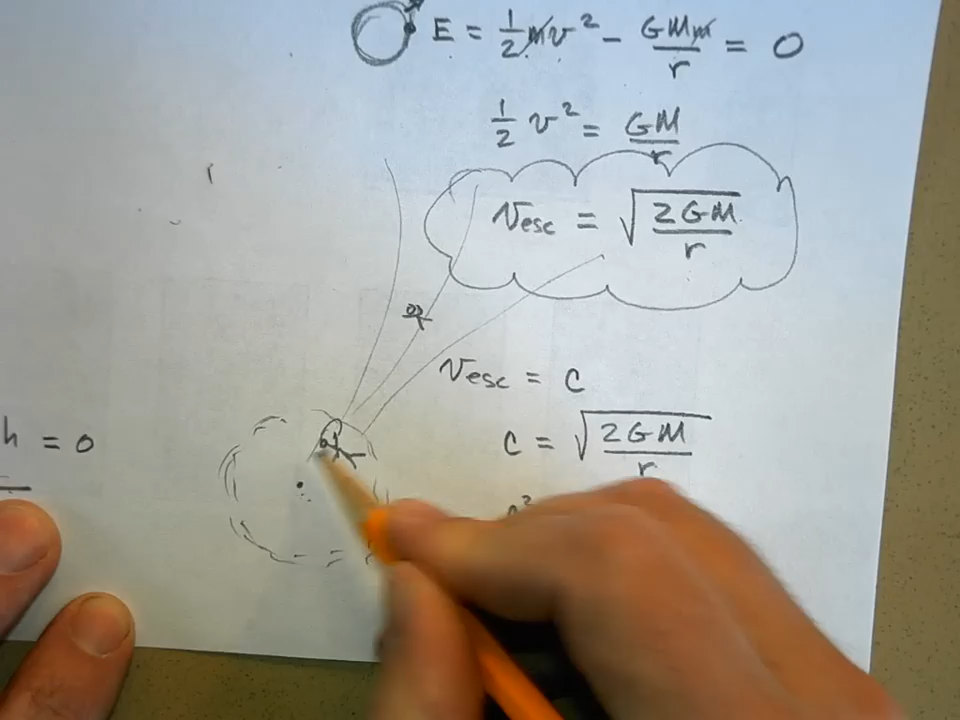 E = 1/2 mv² − GMm/r = 0
1/2 v² = GM/r
Vesc = √(2GM/r)
Vesc = c
h = 0
c = √(2GM/r)